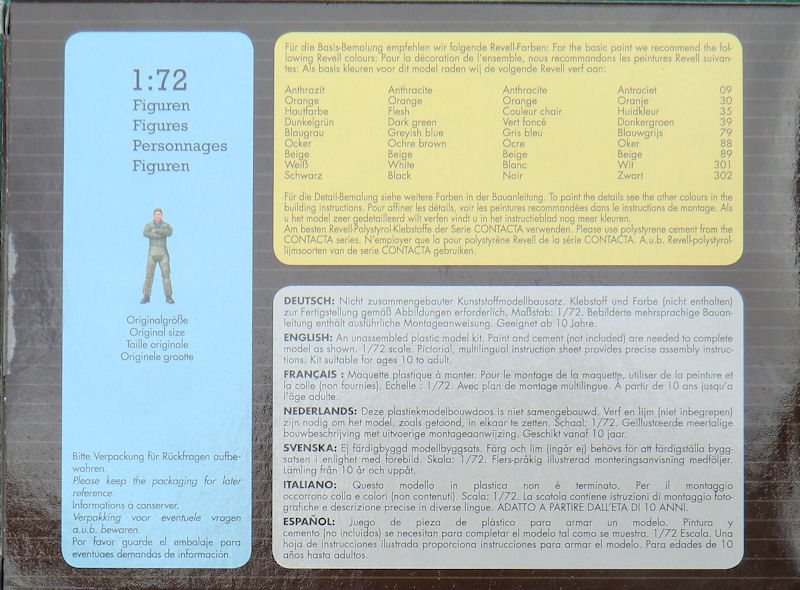 1:72
Figuren
Figures
Personnages
Figuren
Originalgröße
Original size
Taille originale
Originele grootte
Bitte Verpackung für Rückfragen aufbe-
wahren.
Please keep the packaging for later
reference.
Informations à conserver.
Verpakking voor eventuele vragen
a.u.b. bewaren.
Por favor guarde el embalaje para
eventuaes demandas de información.
Für die Basis-Bemalung empfehlen wir folgende Revell-Farben: For the basic paint we recommend the fol-
lowing Revell colours: Pour la décoration de l'ensemble, nous recommandons les peintures Revell suivan-
tes: Als basis kleuren voor dit model raden wij de volgende Revell verf aan:
Anthrazit Anthracite Anthracite Antraciet 09
Orange Orange Orange Oranje 30
Hautfarbe Flesh Couleur chair Huidkleur 35
Dunkelgrün Dark green Vert foncé Donkergroen 39
Blaugrau Greyish blue Gris bleu Blauwgrijs 79
Ocker Ochre brown Ocre Oker 88
Beige Beige Beige Beige 89
Weiß White Blanc Wit 301
Schwarz Black Noir Zwart 302
Für die Detail-Bemalung siehe weitere Farben in der Bauanleitung. To paint the details see the other colours in the
building instructions. Pour affiner les détails, voir les peintures recommandées dans le instructions de montage. Als
u het model zeer gedetailleerd wilt verfen vindt u in het instructieblad nog meer kleuren.
Am besten Revell-Polystyrol-Klebstoffe der Serie CONTACTA verwenden. Please use polystyrene cement from the
CONTACTA series. N'employer que la pour polystyrène Revell de la série CONTACTA. A.u.b. Revell-polystyrol-
lijmsoorten van de serie CONTACTA gebruiken.
DEUTSCH: Nicht zusammengebauter Kunststoffmodellbausatz. Klebstoff und Farbe (nicht enthalten)
zur Fertigstellung gemäß Abbildungen erforderlich. Maßstab: 1/72. Bebilderte mehrsprachige Bauan-
leitung enthält ausführliche Montageanweisung. Geeignet ab 10 Jahre.
ENGLISH: An unassembled plastic model kit. Paint and cement (not included) are needed to complete
model as shown. 1/72 scale. Pictorial, multilingual instruction sheet provides precise assembly instruc-
tions. Kit suitable for ages 10 to adult.
FRANÇAIS : Maquette plastique à monter. Pour le montage de la maquette, utiliser de la peinture et
la colle (non fournies). Echelle : 1/72. Avec plan de montage multilingue. A partir de 10 ans jusqu'a
l'âge adulte.
NEDERLANDS: Deze plastiekmodelbouwdoos is niet samengebouwd. Verf en lijm (niet inbegrepen)
zijn nodig om het model, zoals getoond, in elkaar te zetten. Schaal: 1/72. Geïllustreerde meertalige
bouwbeschrijving met uitvoerige montageaanwijzing. Geschikt vanaf 10 jaar.
SVENSKA: Ej färdigbyggd modellbyggsats. Färg och lim (ingår ej) behövs för att färdigställa bygg-
satsen i enlighet med förebild. Skala: 1/72. Flers-pråkig illustrerad monteringsanvisning medföljer.
Lämling från 10 år och uppåt.
ITALIANO: Questo modello in plastica non è terminato. Per il montaggio
occorrono colla e colori (non contenuti). Scala: 1/72. La scatola contiene istruzioni di montaggio foto-
grafiche e descrizione precise in diverse lingue. ADATTO A PARTIRE DALL'ETA DI 10 ANNI.
ESPAÑOL: Juego de pieza de plástico para armar un modelo. Pintura y
cemento (no incluidos) se necesitan para completar el modelo tal como se muestra. 1/72 Escala. Una
hoja de instrucciones ilustrada proporciona instrucciones para armar el modelo. Para edades de 10
años hasta adultos.